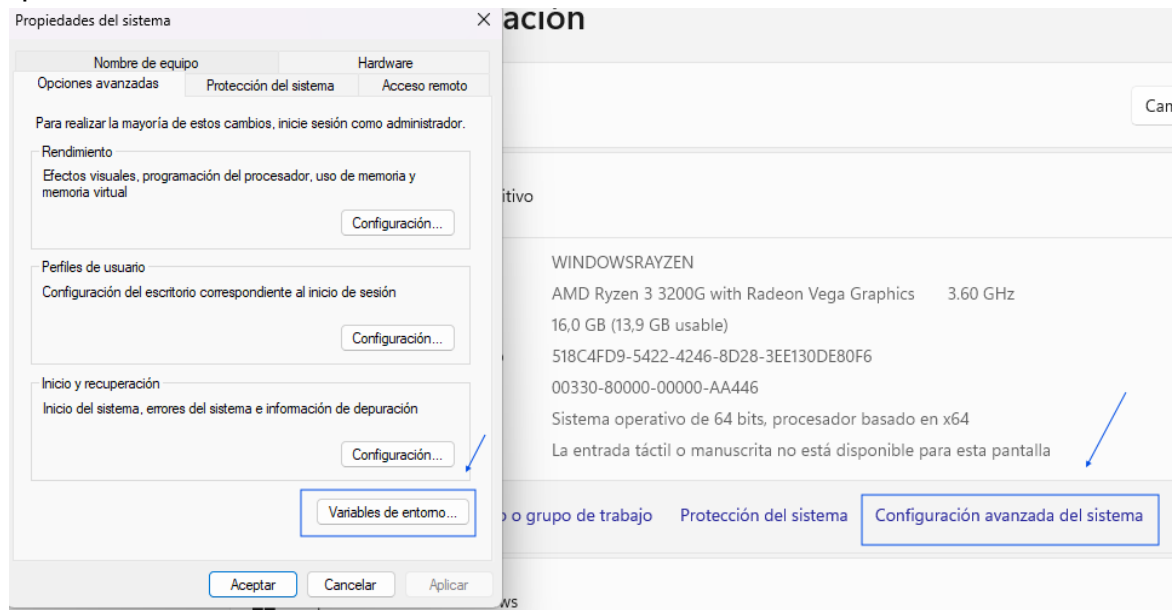 Propiedades del sistema
Nombre de equipo Hardware
Opciones avanzadas Protección del sistema Acceso remoto
Para realizar la mayoría de estos cambios, inicie sesión como administrador.
Rendimiento
Efectos visuales, programación del procesador, uso de memoria y
memoria virtual
Configuración...
Perfiles de usuario
Configuración del escritorio correspondiente al inicio de sesión
Configuración...
Inicio y recuperación
Inicio del sistema, errores del sistema e información de depuración
Configuración...
Variables de entorno...
Aceptar Cancelar Aplicar
ación
Can
itivo
WINDOWSRAYZEN
AMD Ryzen 3 3200G with Radeon Vega Graphics 3.60 GHz
16,0 GB (13,9 GB usable)
518C4FD9-5422-4246-8D28-3EE130DE80F6
00330-80000-00000-AA446
Sistema operativo de 64 bits, procesador basado en x64
La entrada táctil o manuscrita no está disponible para esta pantalla
o grupo de trabajo Protección del sistema Configuración avanzada del sistema
ws